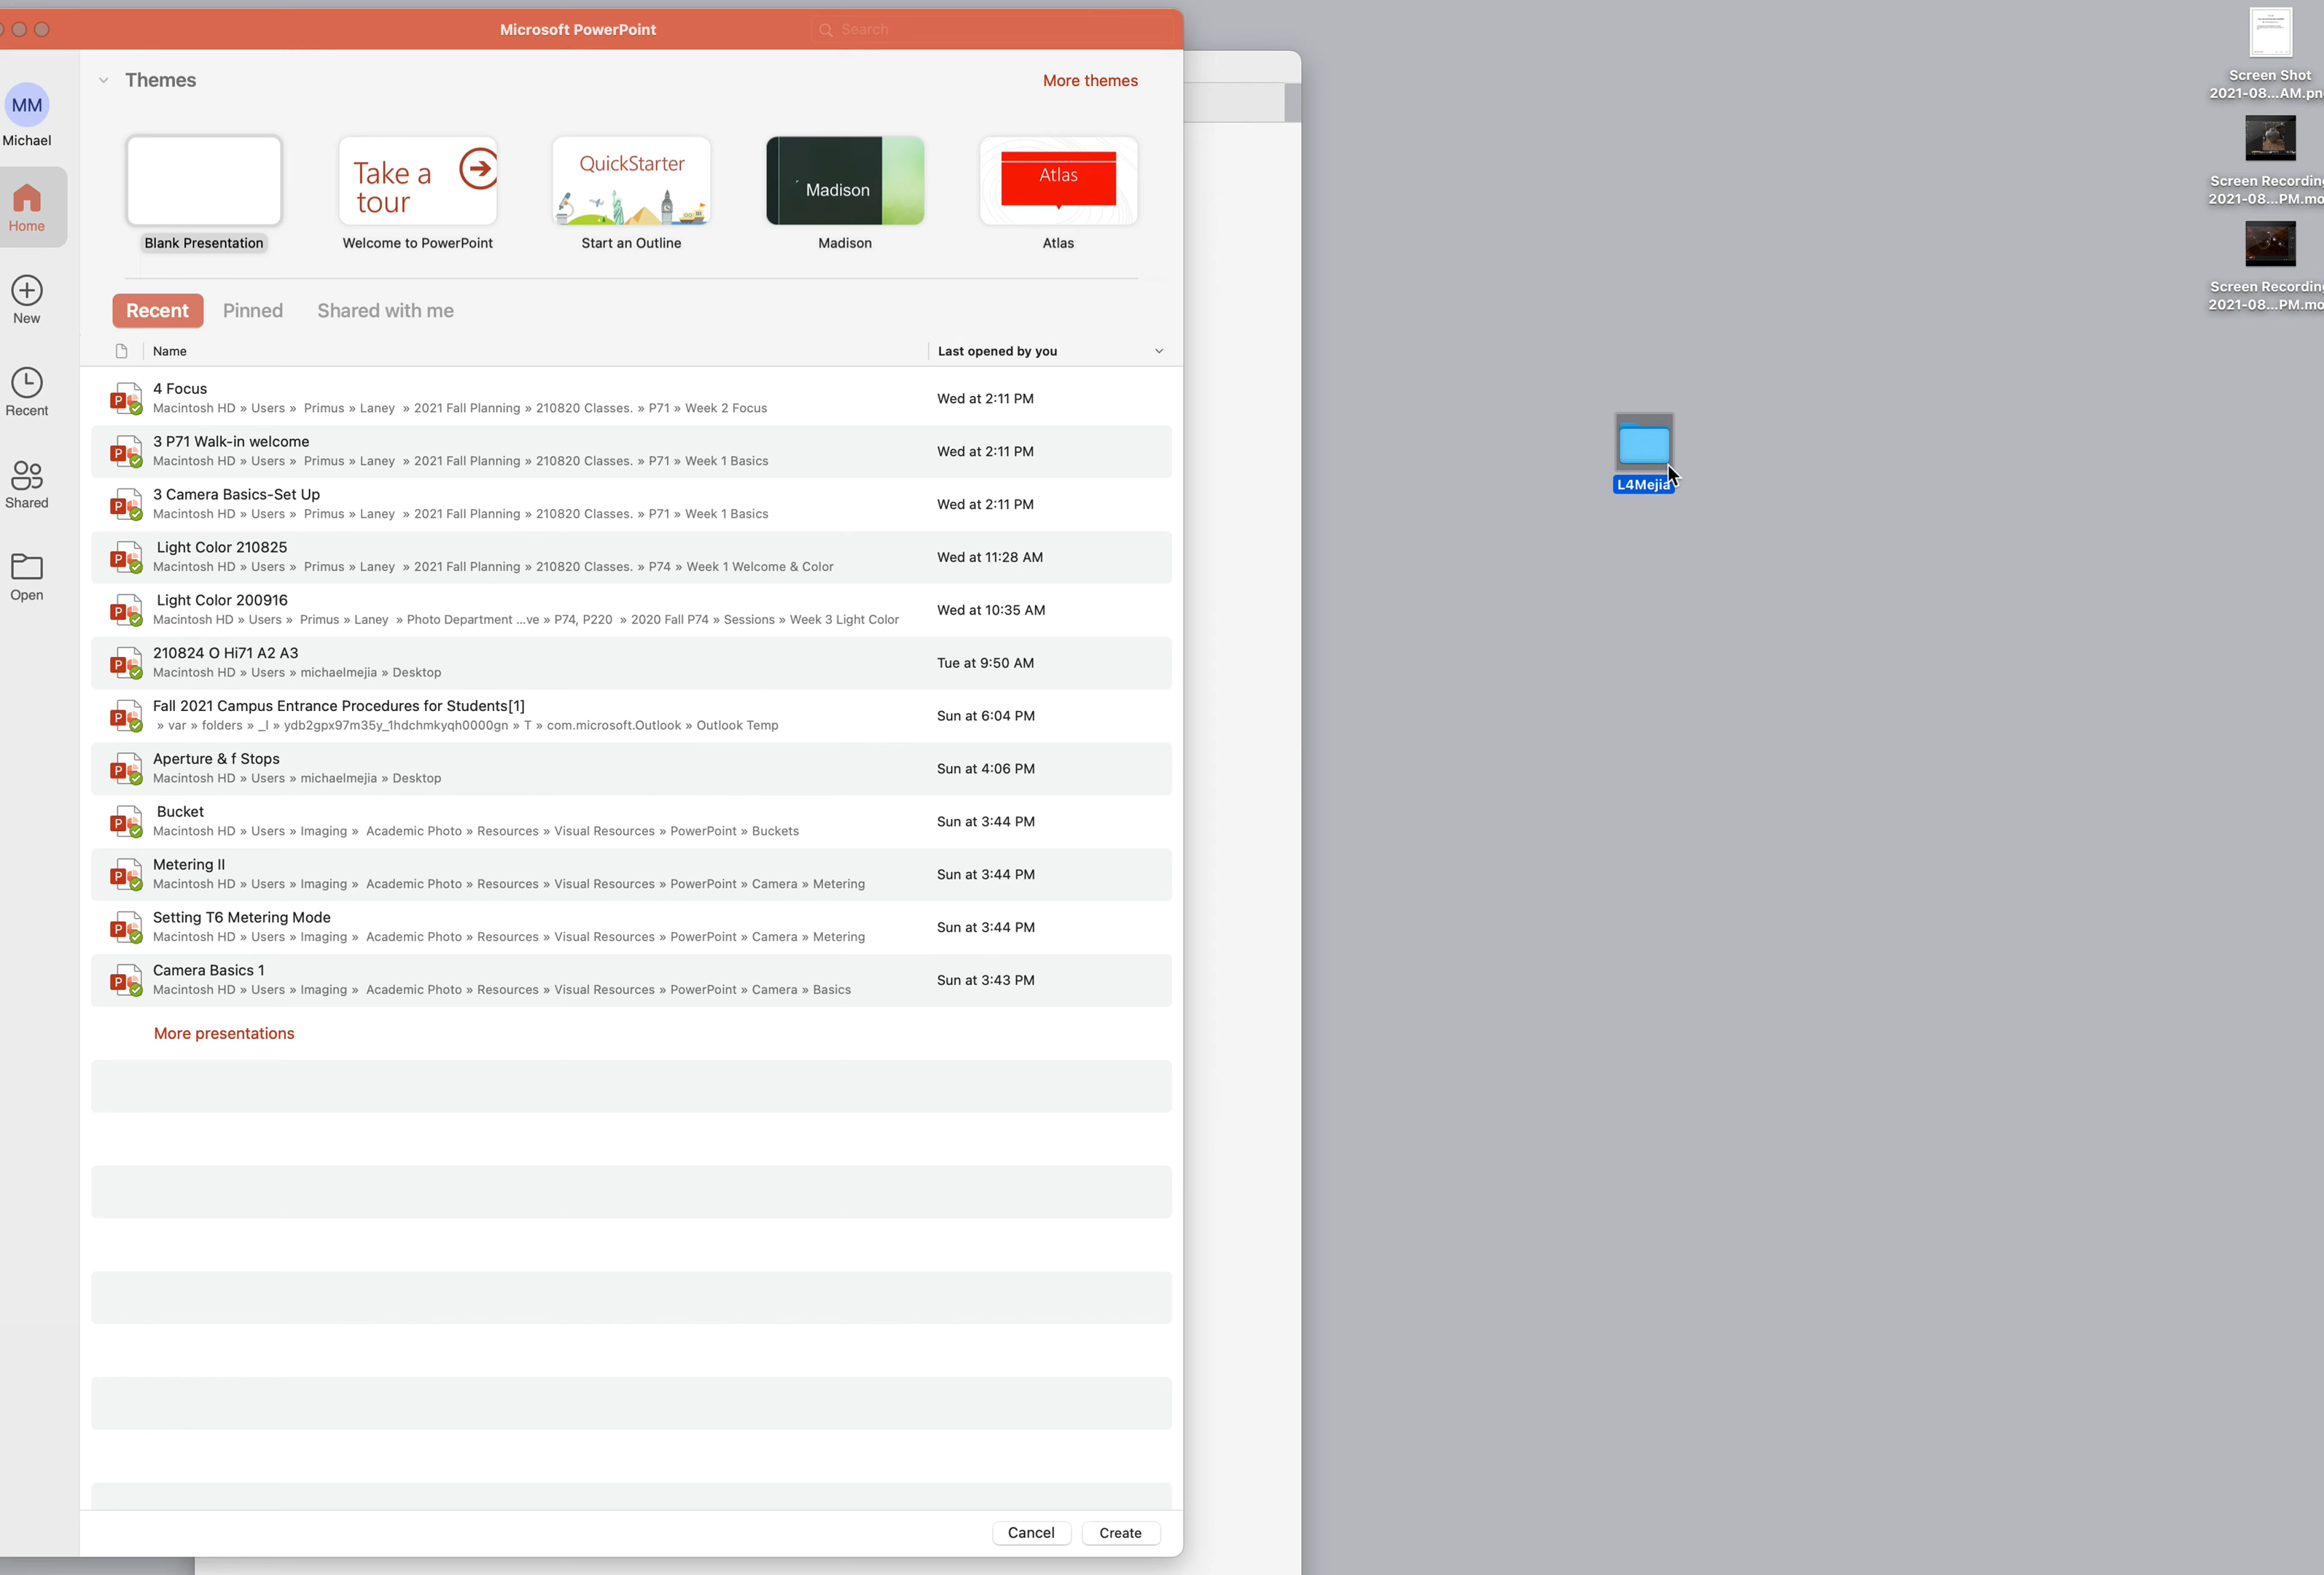 Microsoft PowerPoint
Search
MM
Michael
Home
New
Recent
Shared
Open
Themes
More themes
Blank Presentation
Take a
tour
Welcome to PowerPoint
QuickStarter
Start an Outline
Madison
Madison
Atlas
Atlas
Recent Pinned Shared with me
Name Last opened by you
4 Focus
Macintosh HD » Users » Primus » Laney » 2021 Fall Planning » 210820 Classes. » P71 » Week 2 Focus
Wed at 2:11 PM
3 P71 Walk-in welcome
Macintosh HD » Users » Primus » Laney » 2021 Fall Planning » 210820 Classes. » P71 » Week 1 Basics
Wed at 2:11 PM
3 Camera Basics-Set Up
Macintosh HD » Users » Primus » Laney » 2021 Fall Planning » 210820 Classes. » P71 » Week 1 Basics
Wed at 2:11 PM
Light Color 210825
Macintosh HD » Users » Primus » Laney » 2021 Fall Planning » 210820 Classes. » P74 » Week 1 Welcome & Color
Wed at 11:28 AM
Light Color 200916
Macintosh HD » Users » Primus » Laney » Photo Department ...ve » P74, P220 » 2020 Fall P74 » Sessions » Week 3 Light Color
Wed at 10:35 AM
210824 O Hi71 A2 A3
Macintosh HD » Users » michaelmejia » Desktop
Tue at 9:50 AM
Fall 2021 Campus Entrance Procedures for Students[1]
» var » folders » _l » ydb2gpx97m35y_1hdchmkyqh0000gn » T » com.microsoft.Outlook » Outlook Temp
Sun at 6:04 PM
Aperture & f Stops
Macintosh HD » Users » michaelmejia » Desktop
Sun at 4:06 PM
Bucket
Macintosh HD » Users » Imaging » Academic Photo » Resources » Visual Resources » PowerPoint » Buckets
Sun at 3:44 PM
Metering II
Macintosh HD » Users » Imaging » Academic Photo » Resources » Visual Resources » PowerPoint » Camera » Metering
Sun at 3:44 PM
Setting T6 Metering Mode
Macintosh HD » Users » Imaging » Academic Photo » Resources » Visual Resources » PowerPoint » Camera » Metering
Sun at 3:44 PM
Camera Basics 1
Macintosh HD » Users » Imaging » Academic Photo » Resources » Visual Resources » PowerPoint » Camera » Basics
Sun at 3:43 PM
More presentations
Cancel
Create
L4Mejia
Screen Shot
2021-08...AM.pn
Screen Recording
2021-08...PM.mo
Screen Recording
2021-08...PM.mo